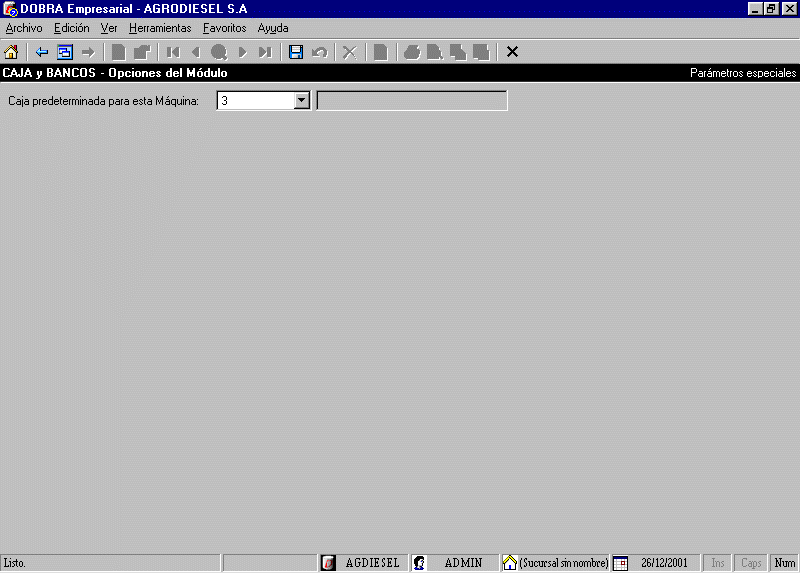 DOBRA Empresarial - AGRODIESEL S.A
Archivo Edición Ver Herramientas Favoritos Ayuda
CAJA y BANCOS - Opciones del Módulo Parámetros especiales
Caja predeterminada para esta Máquina: 3
Listo. AGDIESEL ADMIN (Sucursal sin nombre) 26/12/2001 Ins Caps Num